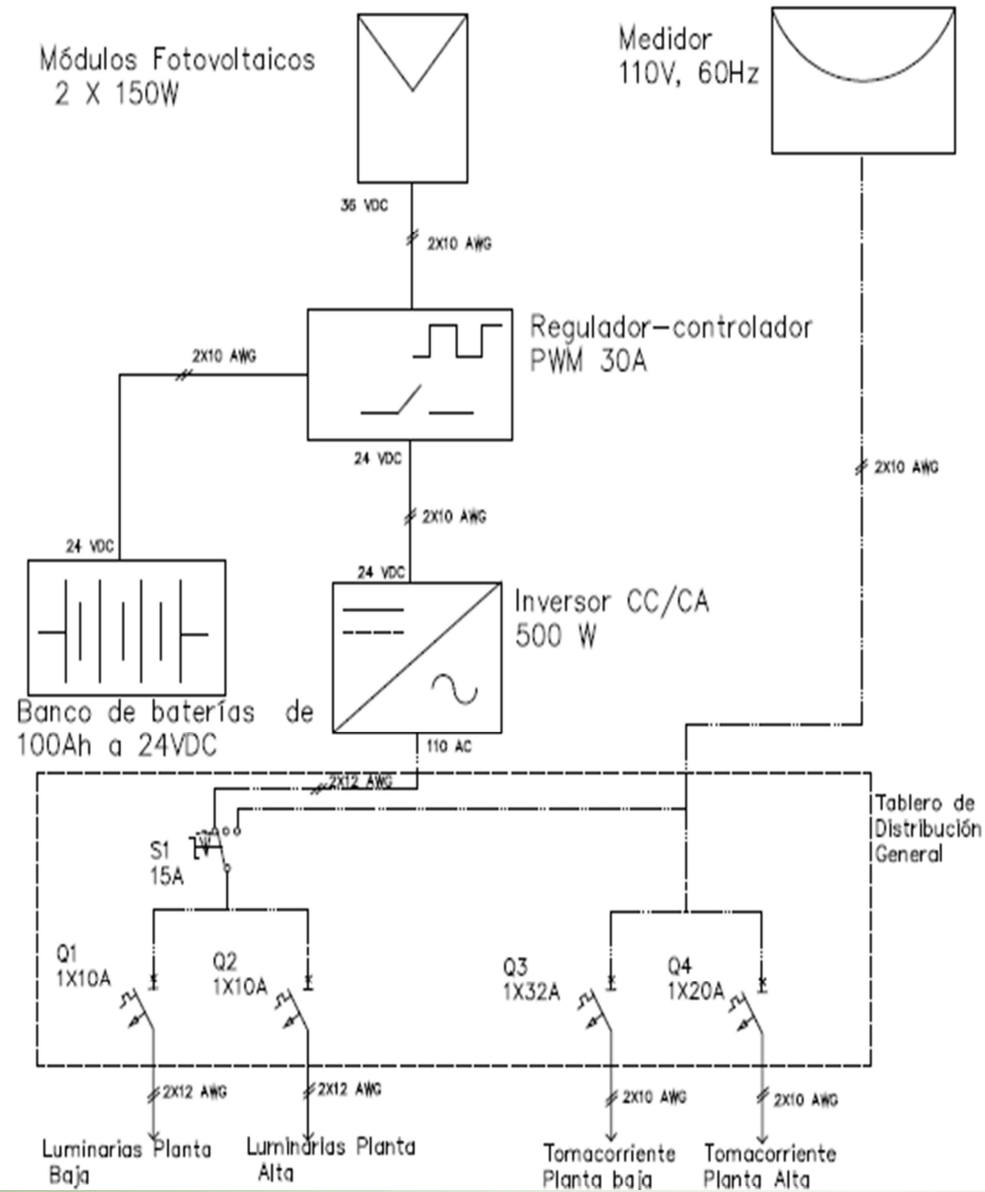 Módulos Fotovoltaicos
2 X 150W
Medidor
110V, 60Hz
36 VDC
2X10 AWG
Regulador-controlador
PWM 30A
2X10 AWG
24 VDC
2X10 AWG
2X10 AWG
24 VDC
24 VDC
Inversor CC/CA
500 W
Banco de baterías de
100Ah a 24VDC
110 AC
2X12 AWG
Tablero de
Distribución
General
S1
15A
Q1
1X10A
Q2
1X10A
Q3
1X32A
Q4
1X20A
2X12 AWG
2X12 AWG
2X10 AWG
2X10 AWG
Luminarias Planta
Baja
Luminarias Planta
Alta
Tomacorriente
Planta baja
Tomacorriente
Planta Alta